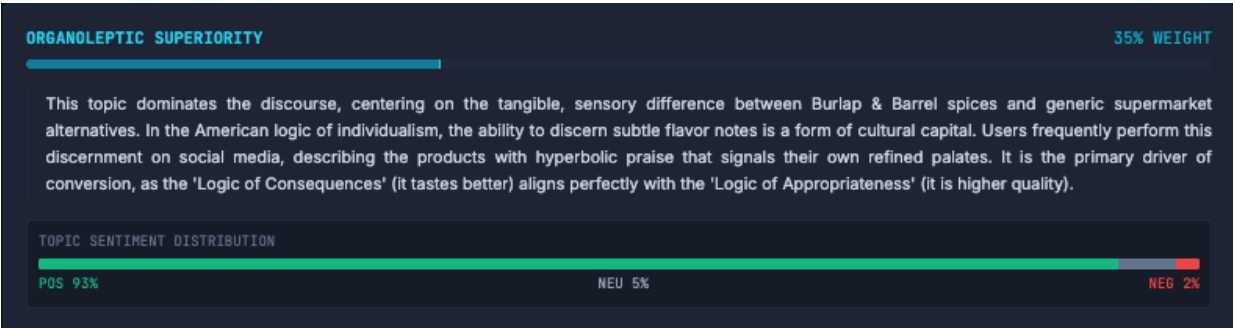 ORGANOLEPTIC SUPERIORITY
35% WEIGHT
This topic dominates the discourse, centering on the tangible, sensory difference between Burlap & Barrel spices and generic supermarket
alternatives. In the American logic of individualism, the ability to discern subtle flavor notes is a form of cultural capital. Users frequently perform this
discernment on social media, describing the products with hyperbolic praise that signals their own refined palates. It is the primary driver of
conversion, as the 'Logic of Consequences' (it tastes better) aligns perfectly with the 'Logic of Appropriateness' (it is higher quality).
TOPIC SENTIMENT DISTRIBUTION
POS 93%
NEU 5%
NEG 2%